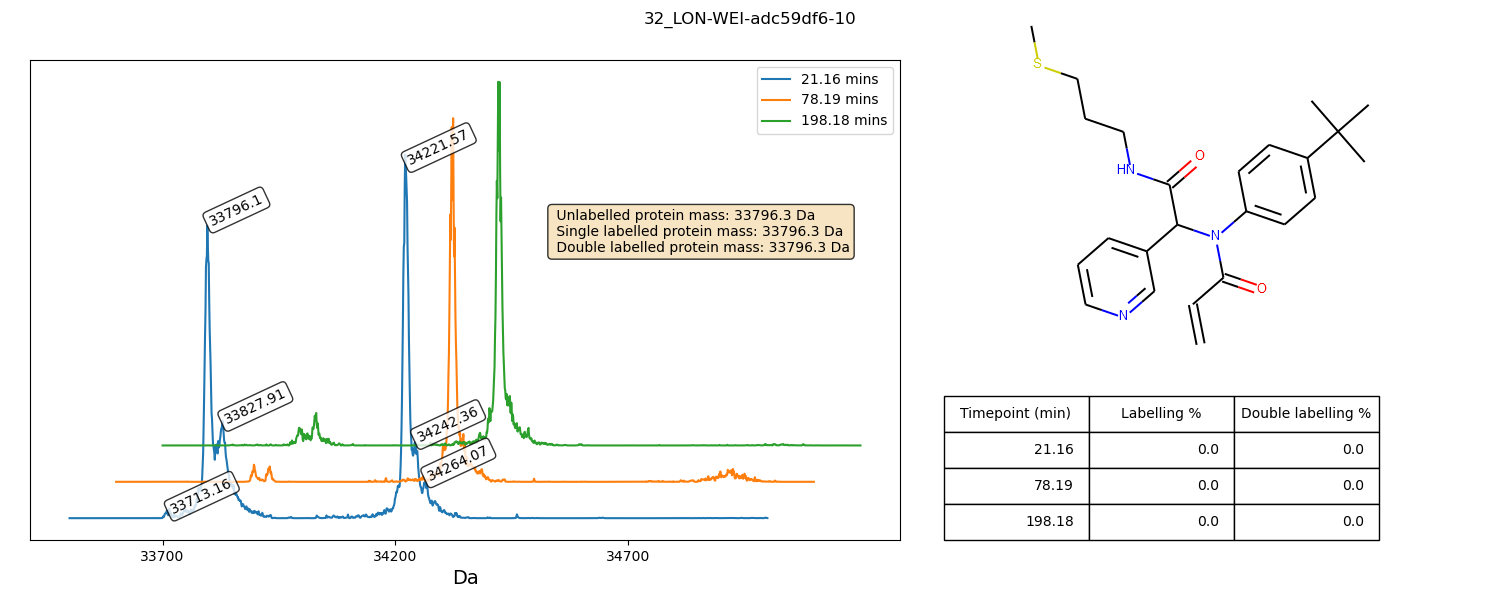 32_LON-WEI-adc59df6-10
21.16 mins
78.19 mins
198.18 mins
34221.57
33796.1
Unlabelled protein mass: 33796.3 Da
Single labelled protein mass: 33796.3 Da
Double labelled protein mass: 33796.3 Da
33827.91
34242.36
34264.07
33713.16
33700
34200
34700
Da
S
HN
O
N
O
N
Timepoint (min) Labelling % Double labelling %
21.16 0.0 0.0
78.19 0.0 0.0
198.18 0.0 0.0